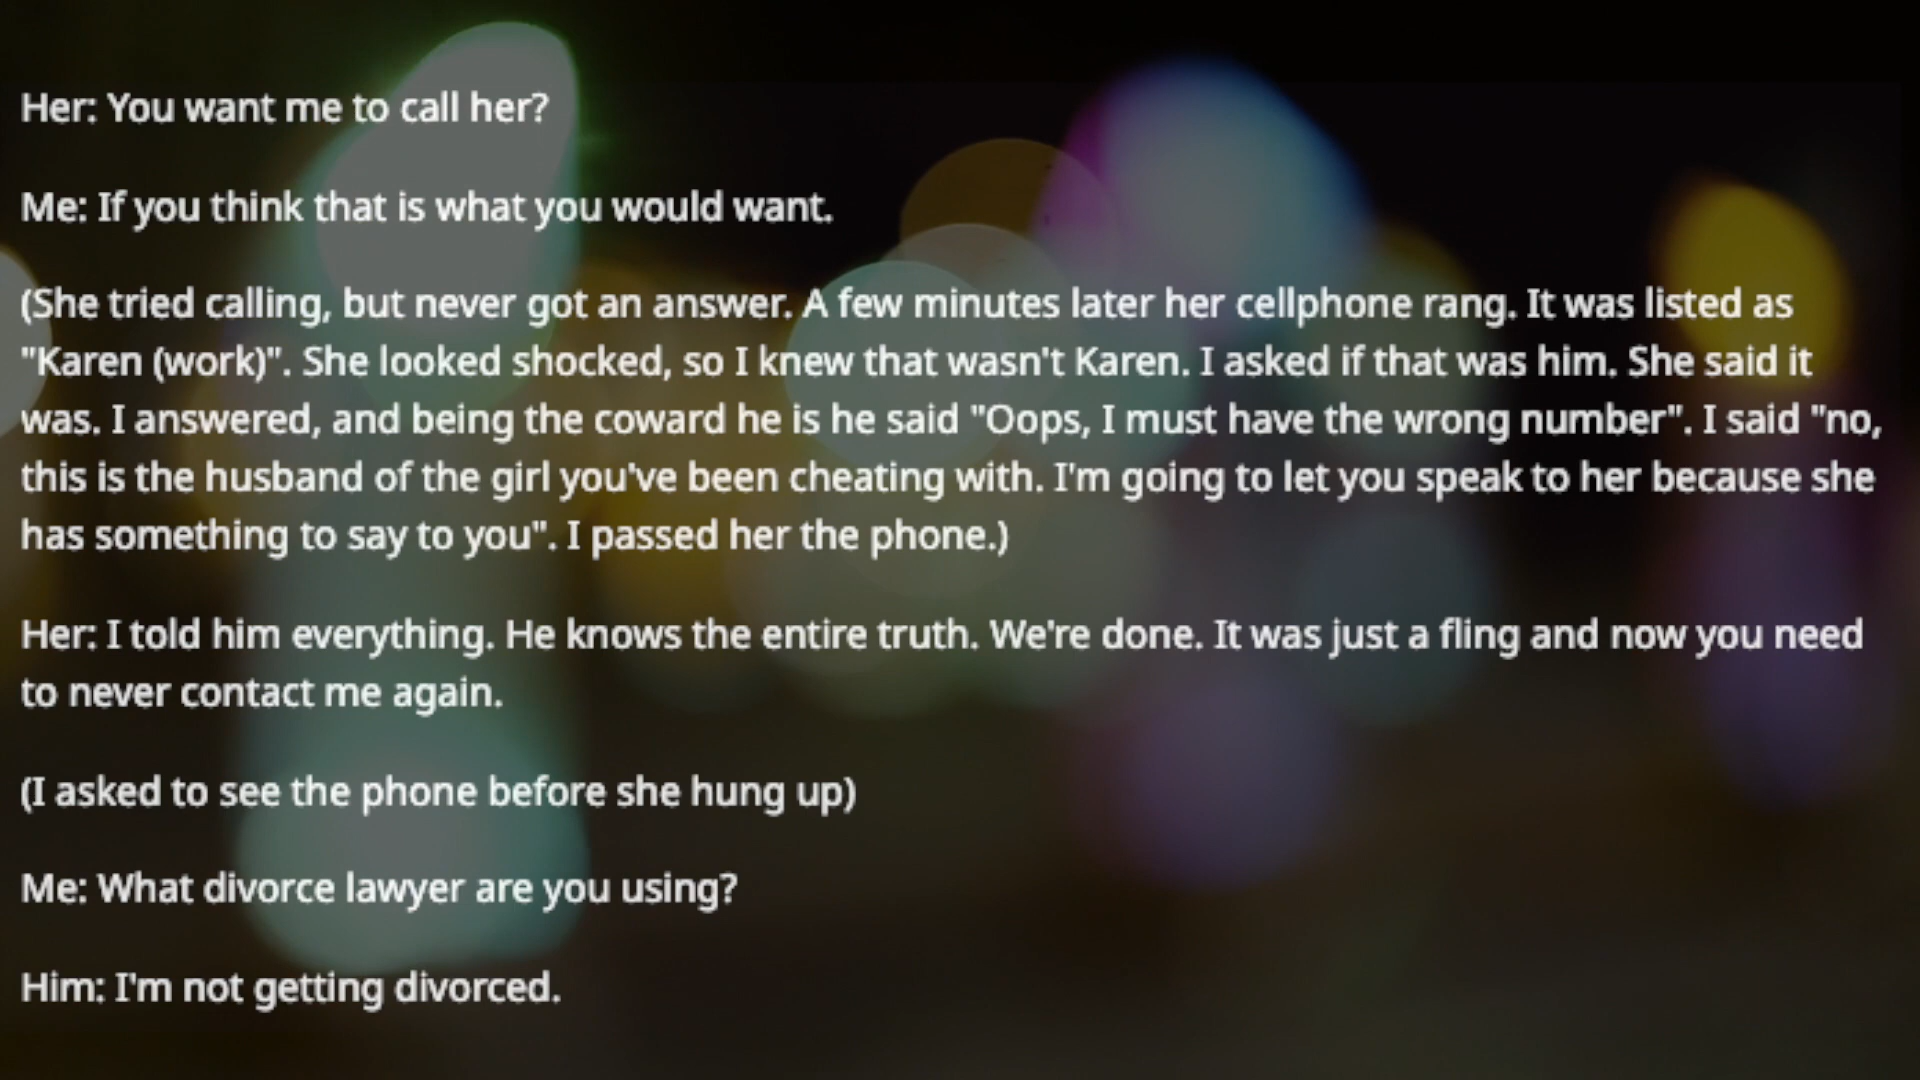 Her: You want me to call her?
Me: If you think that is what you would want.
(She tried calling, but never got an answer. A few minutes later her cellphone rang. It was listed as
"Karen (work)". She looked shocked, so I knew that wasn't Karen. I asked if that was him. She said it
was. I answered, and being the coward he is he said "Oops, I must have the wrong number". I said "no,
this is the husband of the girl you've been cheating with. I'm going to let you speak to her because she
has something to say to you". I passed her the phone.)
Her: I told him everything. He knows the entire truth. We're done. It was just a fling and now you need
to never contact me again.
(I asked to see the phone before she hung up)
Me: What divorce lawyer are you using?
Him: I'm not getting divorced.